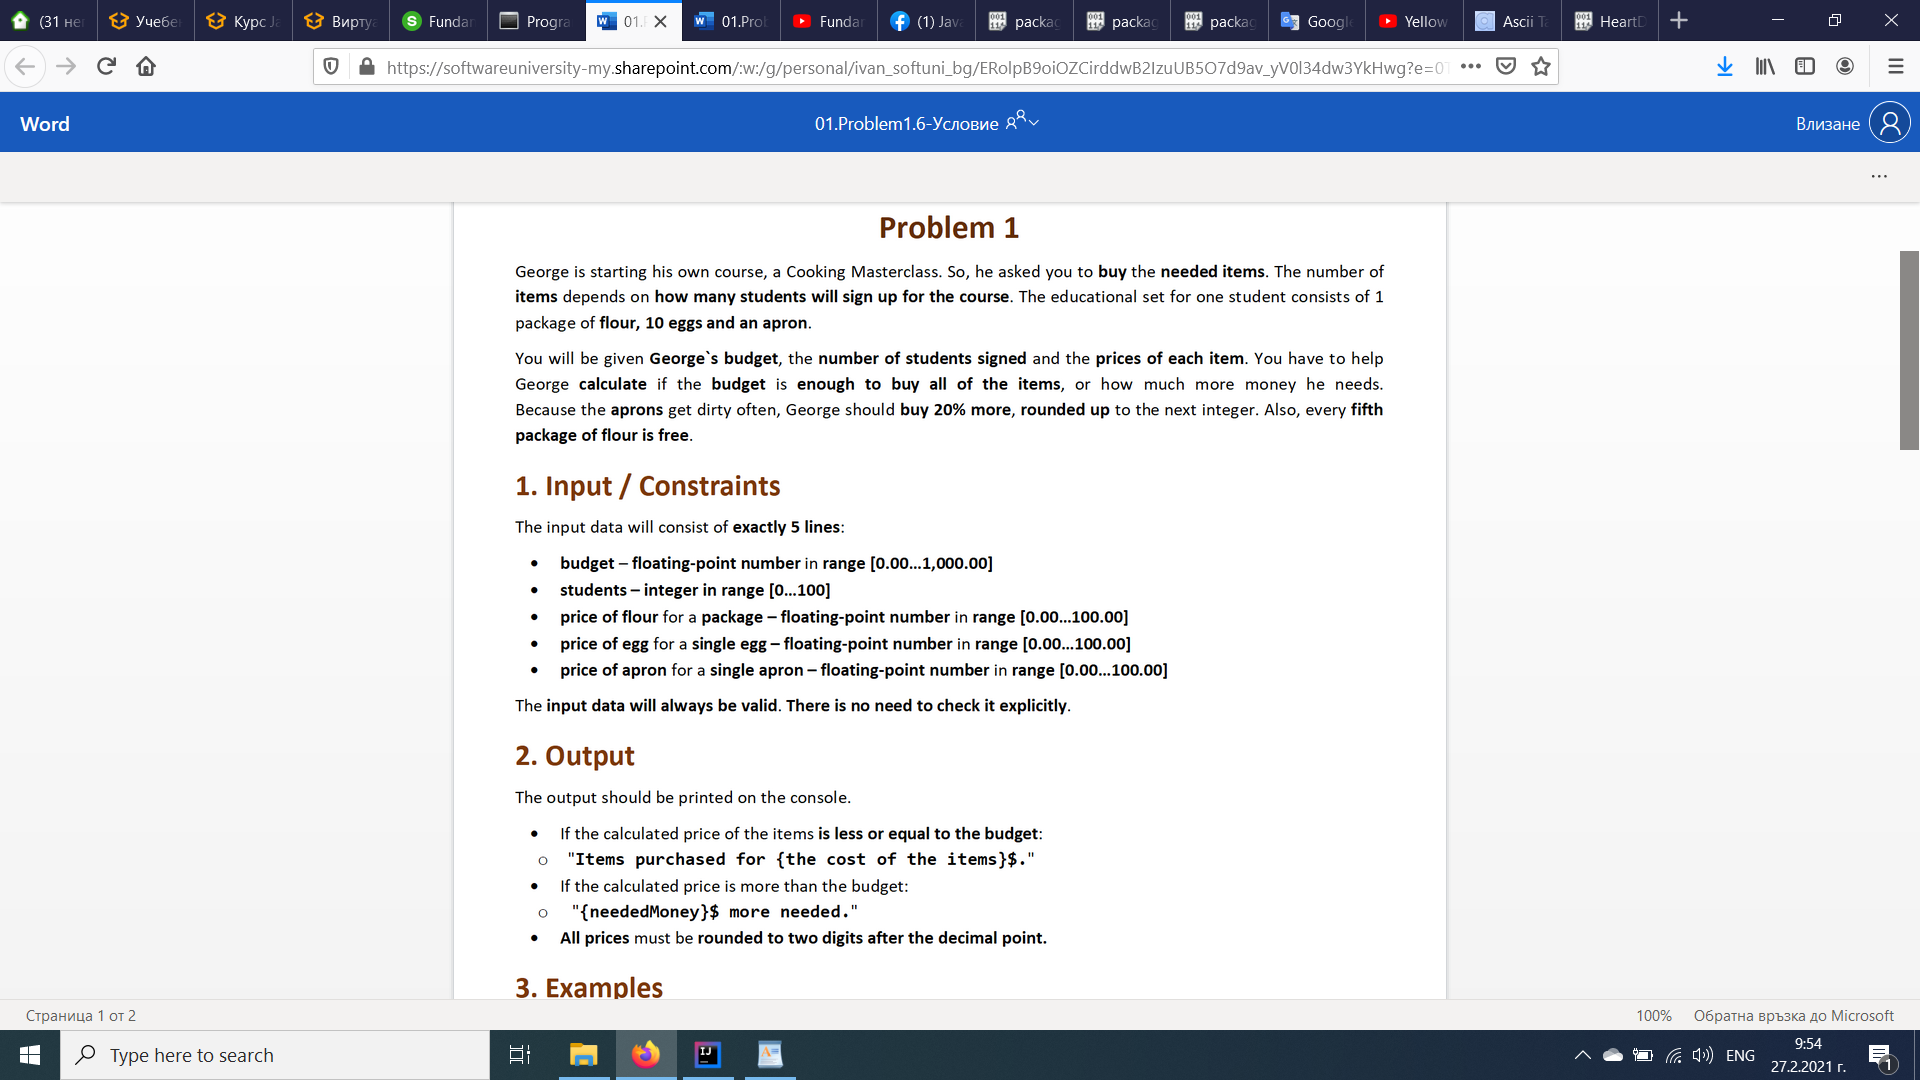 (31 не
Учебе
Курс Ja
Вирту
Fundar
Progra
01.
01.Prob
Fundar
(1) Java
packag
packag
packag
Google
Yellow
Ascii Ta
HeartD
https://softwareuniversity-my.sharepoint.com/:w:/g/personal/ivan_softuni_bg/ERolpB9oiOZCirddwB2IzuUB5O7d9av_yV0l34dw3YkHwg?e=0
Word
01.Problem1.6-Условие
Влизане
Problem 1
George is starting his own course, a Cooking Masterclass. So, he asked you to buy the needed items. The number of
items depends on how many students will sign up for the course. The educational set for one student consists of 1
package of flour, 10 eggs and an apron.
You will be given George`s budget, the number of students signed and the prices of each item. You have to help
George calculate if the budget is enough to buy all of the items, or how much more money he needs.
Because the aprons get dirty often, George should buy 20% more, rounded up to the next integer. Also, every fifth
package of flour is free.
1. Input / Constraints
The input data will consist of exactly 5 lines:
• budget – floating-point number in range [0.00…1,000.00]
• students – integer in range [0…100]
• price of flour for a package – floating-point number in range [0.00…100.00]
• price of egg for a single egg – floating-point number in range [0.00…100.00]
• price of apron for a single apron – floating-point number in range [0.00…100.00]
The input data will always be valid. There is no need to check it explicitly.
2. Output
The output should be printed on the console.
• If the calculated price of the items is less or equal to the budget:
o "Items purchased for {the cost of the items}$."
• If the calculated price is more than the budget:
o "{neededMoney}$ more needed."
• All prices must be rounded to two digits after the decimal point.
3. Examples
Страница 1 от 2
100%
Обратна връзка до Microsoft
Type here to search
ENG
9:54
27.2.2021 г.
1